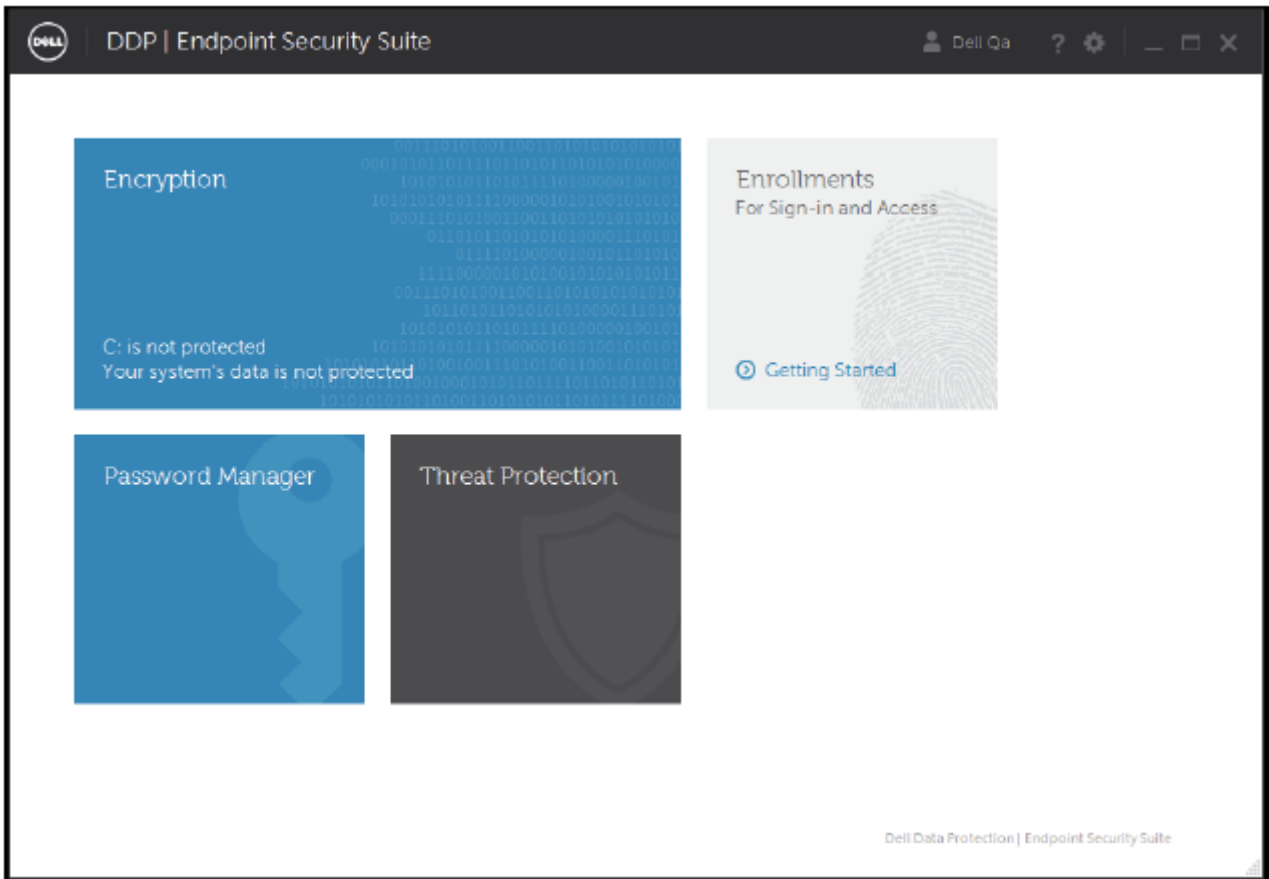 DELL
DDP | Endpoint Security Suite
Dell Qa
?
Encryption
C: is not protected
Your system's data is not protected
Enrollments
For Sign-in and Access
Getting Started
Password Manager
Threat Protection
Dell Data Protection | Endpoint Security Suite